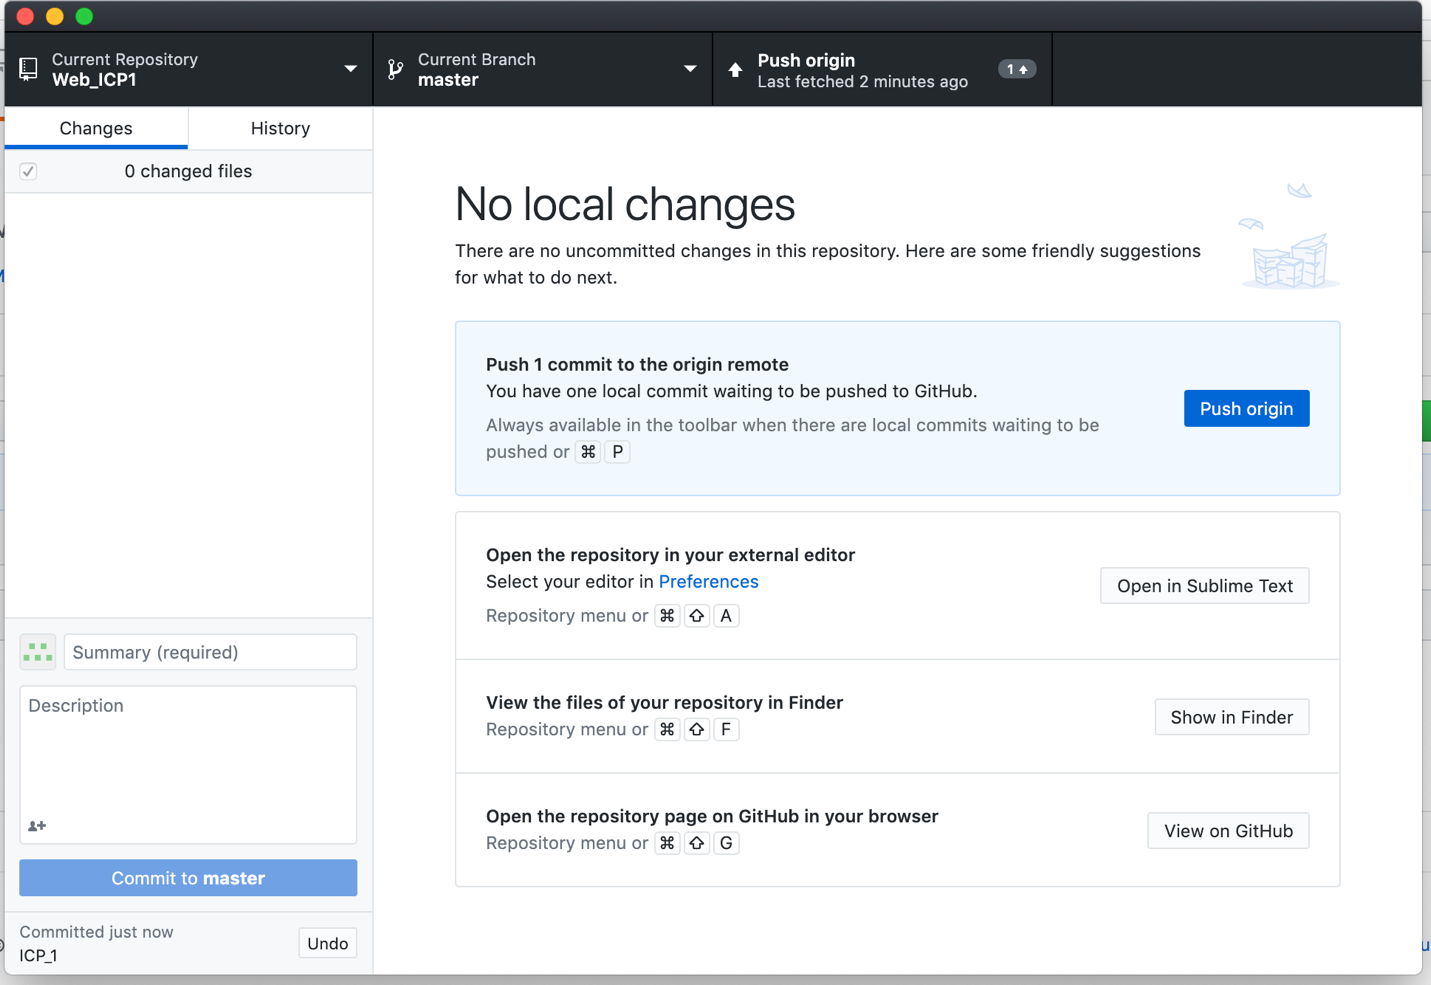 Current Repository
Web_ICP1
Current Branch
master
Push origin
Last fetched 2 minutes ago
1
Changes
History
0 changed files
No local changes
There are no uncommitted changes in this repository. Here are some friendly suggestions
for what to do next.
Push 1 commit to the origin remote
You have one local commit waiting to be pushed to GitHub.
Always available in the toolbar when there are local commits waiting to be
pushed or ⌘ P
Push origin
Open the repository in your external editor
Select your editor in Preferences
Repository menu or ⌘ ⇧ A
Open in Sublime Text
View the files of your repository in Finder
Repository menu or ⌘ ⇧ F
Show in Finder
Open the repository page on GitHub in your browser
Repository menu or ⌘ ⇧ G
View on GitHub
Summary (required)
Description
Commit to master
Committed just now
ICP_1
Undo